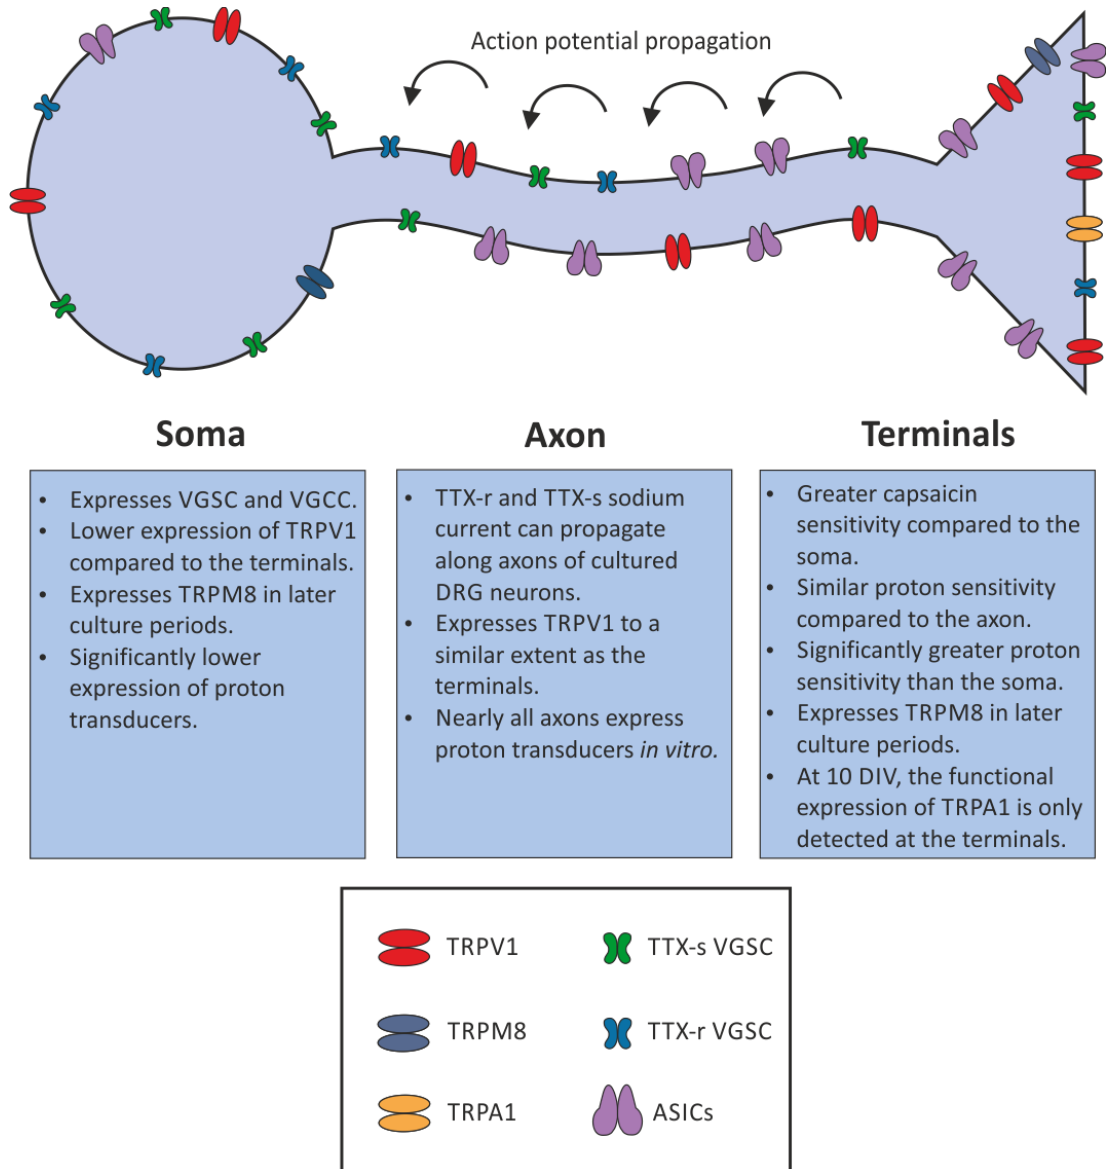 Action potential propagation
Soma
• Expresses VGSC and VGCC.
• Lower expression of TRPV1
compared to the terminals.
• Expresses TRPM8 in later
culture periods.
• Significantly lower
expression of proton
transducers.
Axon
• TTX-r and TTX-s sodium
current can propagate
along axons of cultured
DRG neurons.
• Expresses TRPV1 to a
similar extent as the
terminals.
• Nearly all axons express
proton transducers in vitro.
Terminals
• Greater capsaicin
sensitivity compared to the
soma.
• Similar proton sensitivity
compared to the axon.
• Significantly greater proton
sensitivity than the soma.
• Expresses TRPM8 in later
culture periods.
• At 10 DIV, the functional
expression of TRPA1 is only
detected at the terminals.
TRPV1
TTX-s VGSC
TRPM8
TTX-r VGSC
TRPA1
ASICs